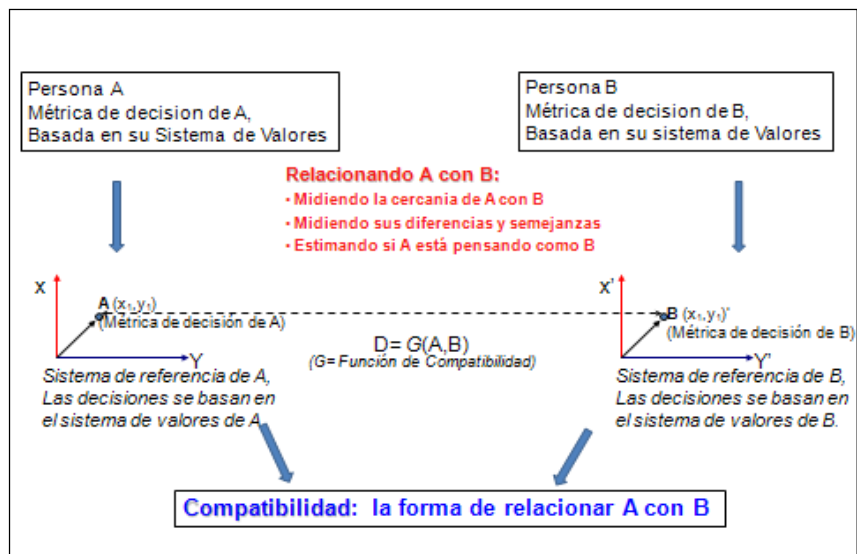 Persona A
Métrica de decision de A,
Basada en su Sistema de Valores
Persona B
Métrica de decision de B,
Basada en su sistema de Valores
Relacionando A con B:
• Midiendo la cercania de A con B
• Midiendo sus diferencias y semejanzas
• Estimando si A está pensando como B
X
A (x₁,y₁)
(Métrica de decisión de A)
Y
X'
B (x₁,y₁)'
(Métrica de decisión de B)
Y'
D= G(A,B)
(G= Función de Compatibilidad)
Sistema de referencia de A,
Las decisiones se basan en
el sistema de valores de A.
Sistema de referencia de B,
Las decisiones se basan en
el sistema de valores de B.
Compatibilidad: la forma de relacionar A con B